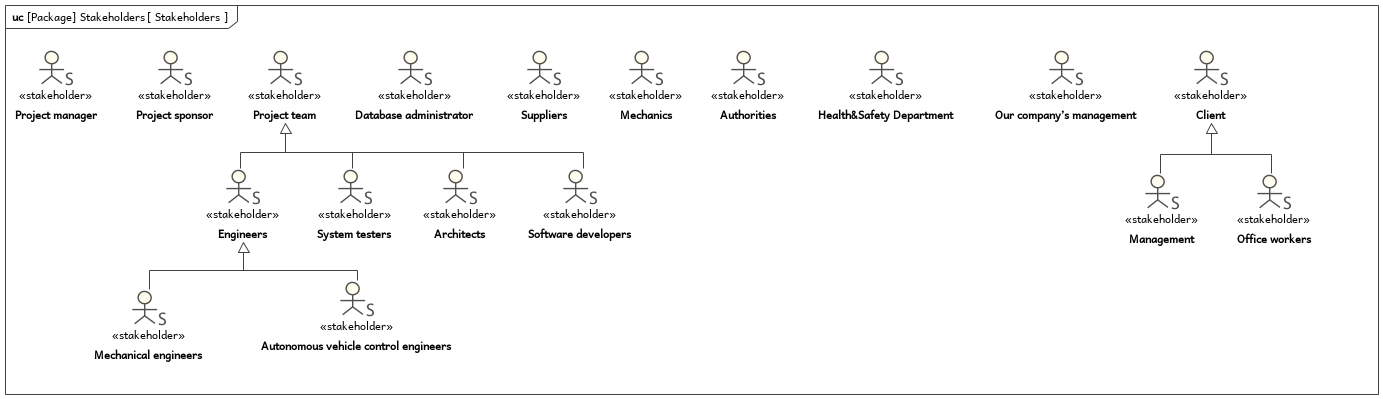 uc [Package] Stakeholders [ Stakeholders ]
S S S S S S S S S S
«stakeholder» «stakeholder» «stakeholder» «stakeholder» «stakeholder» «stakeholder» «stakeholder» «stakeholder» «stakeholder» «stakeholder»
Project manager Project sponsor Project team Database administrator Suppliers Mechanics Authorities Health&Safety Department Our company's management Client
S S S S S S
«stakeholder» «stakeholder» «stakeholder» «stakeholder» «stakeholder» «stakeholder»
Engineers System testers Architects Software developers Management Office workers
S S
«stakeholder» «stakeholder»
Mechanical engineers Autonomous vehicle control engineers